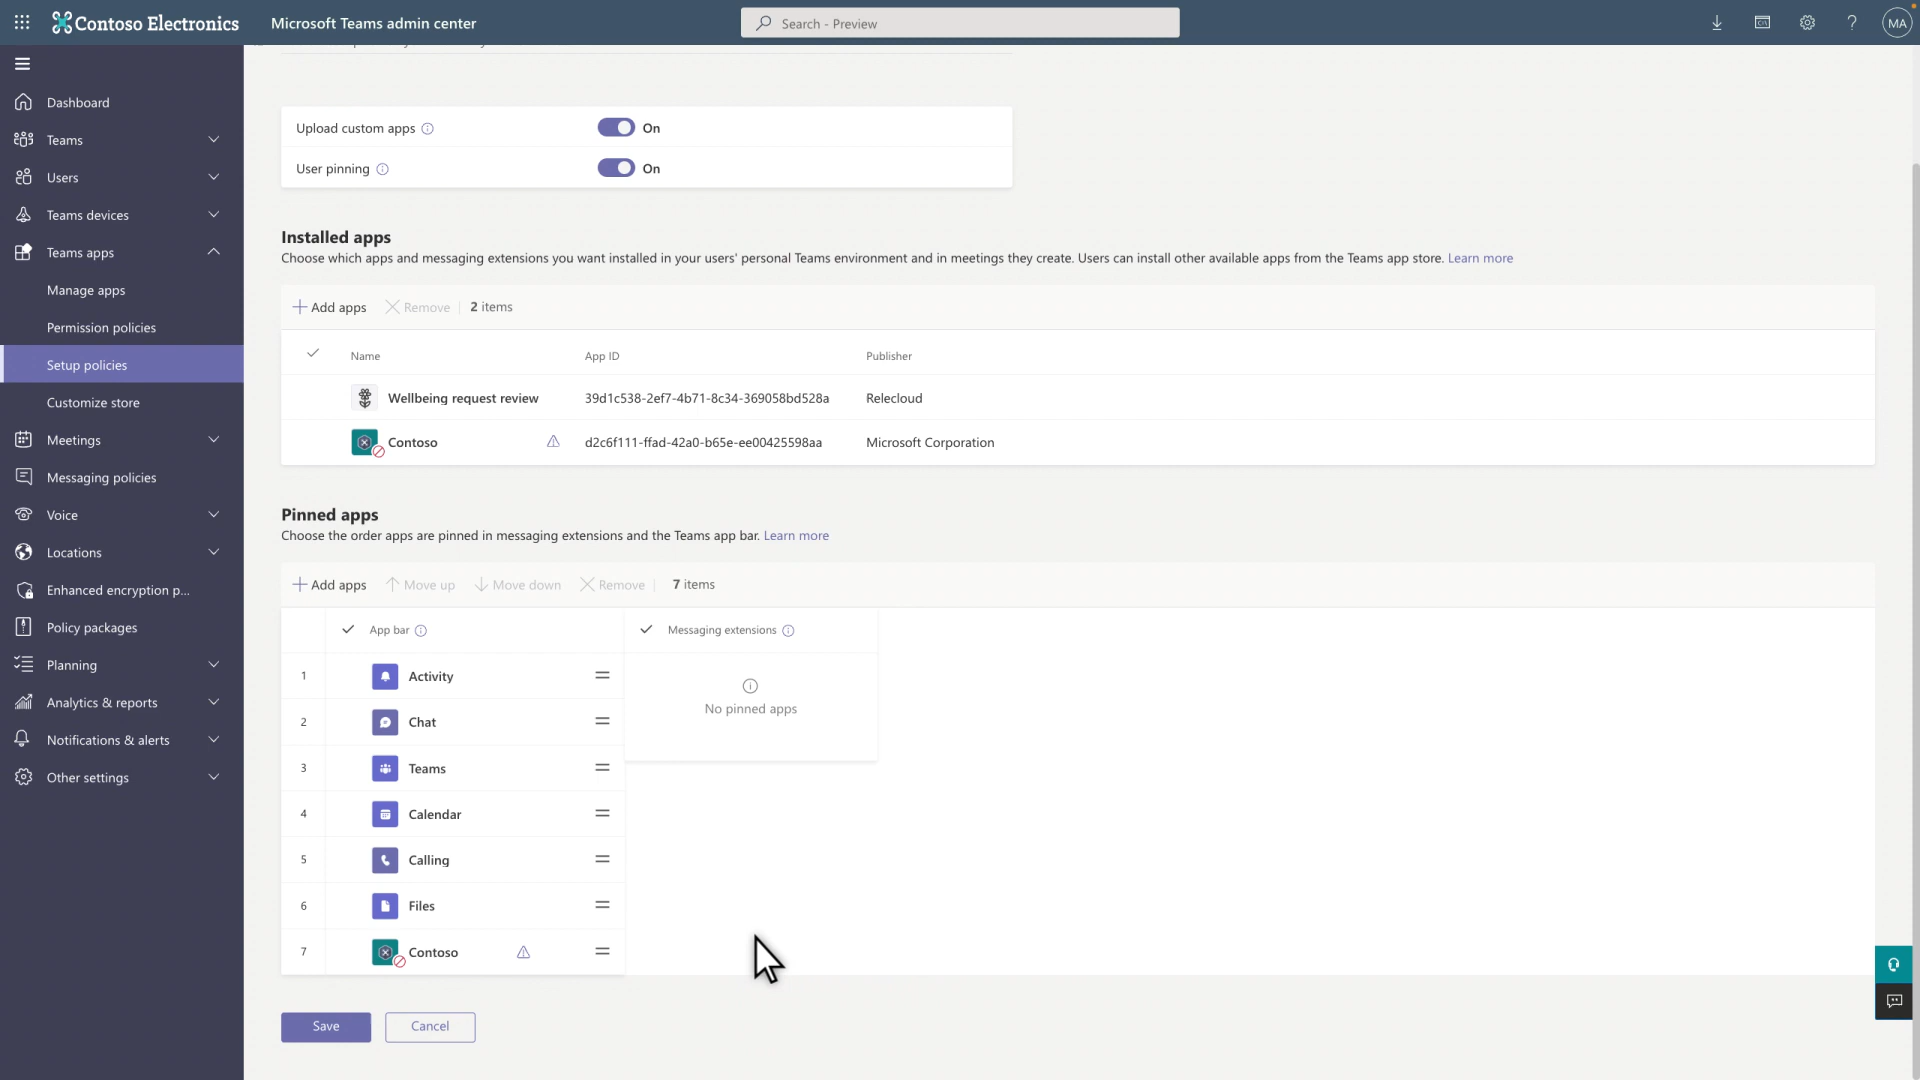 Contoso Electronics
Microsoft Teams admin center
Search - Preview
MA
Dashboard
Teams
Users
Teams devices
Teams apps
Manage apps
Permission policies
Setup policies
Customize store
Meetings
Messaging policies
Voice
Locations
Enhanced encryption p...
Policy packages
Planning
Analytics & reports
Notifications & alerts
Other settings
Upload custom apps On
User pinning On
Installed apps
Choose which apps and messaging extensions you want installed in your users' personal Teams environment and in meetings they create. Users can install other available apps from the Teams app store. Learn more
Add apps Remove 2 items
Name App ID Publisher
Wellbeing request review 39d1c538-2ef7-4b71-8c34-369058bd528a Relecloud
Contoso d2c6f111-ffad-42a0-b65e-ee00425598aa Microsoft Corporation
Pinned apps
Choose the order apps are pinned in messaging extensions and the Teams app bar. Learn more
Add apps Move up Move down Remove 7 items
App bar Messaging extensions
1 Activity
No pinned apps
2 Chat
3 Teams
4 Calendar
5 Calling
6 Files
7 Contoso
Save Cancel